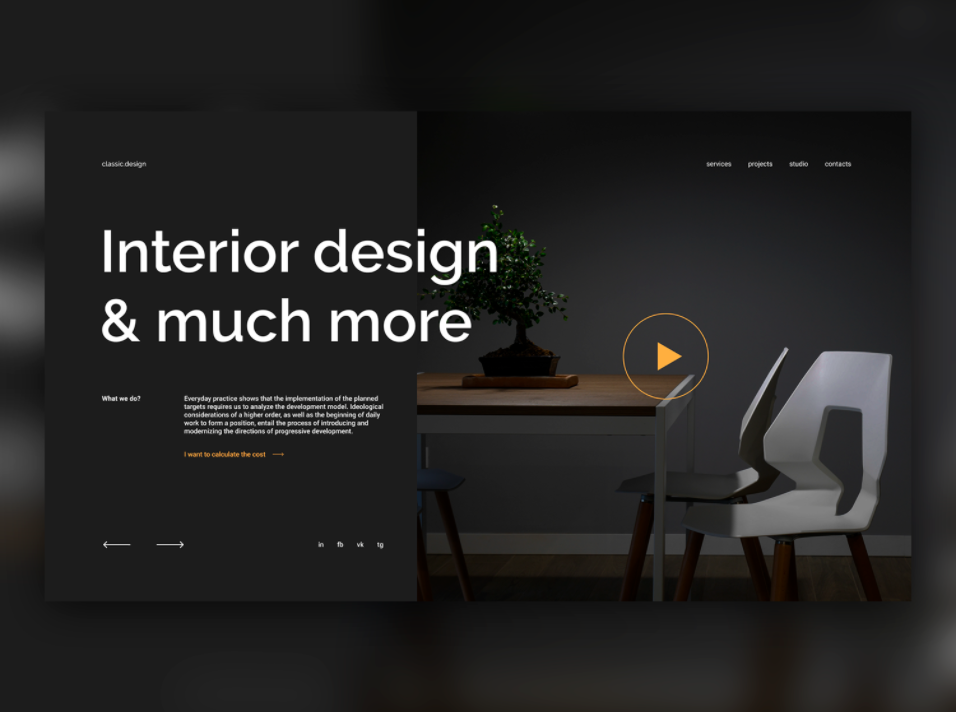 classic.design
services projects studio contacts
Interior design
& much more
What we do?
Everyday practice shows that the implementation of the planned
targets requires us to analyze the development model. Ideological
considerations of a higher order, as well as the beginning of daily
work to form a position, entail the process of introducing and
modernizing the directions of progressive development.
I want to calculate the cost
in fb vk tg